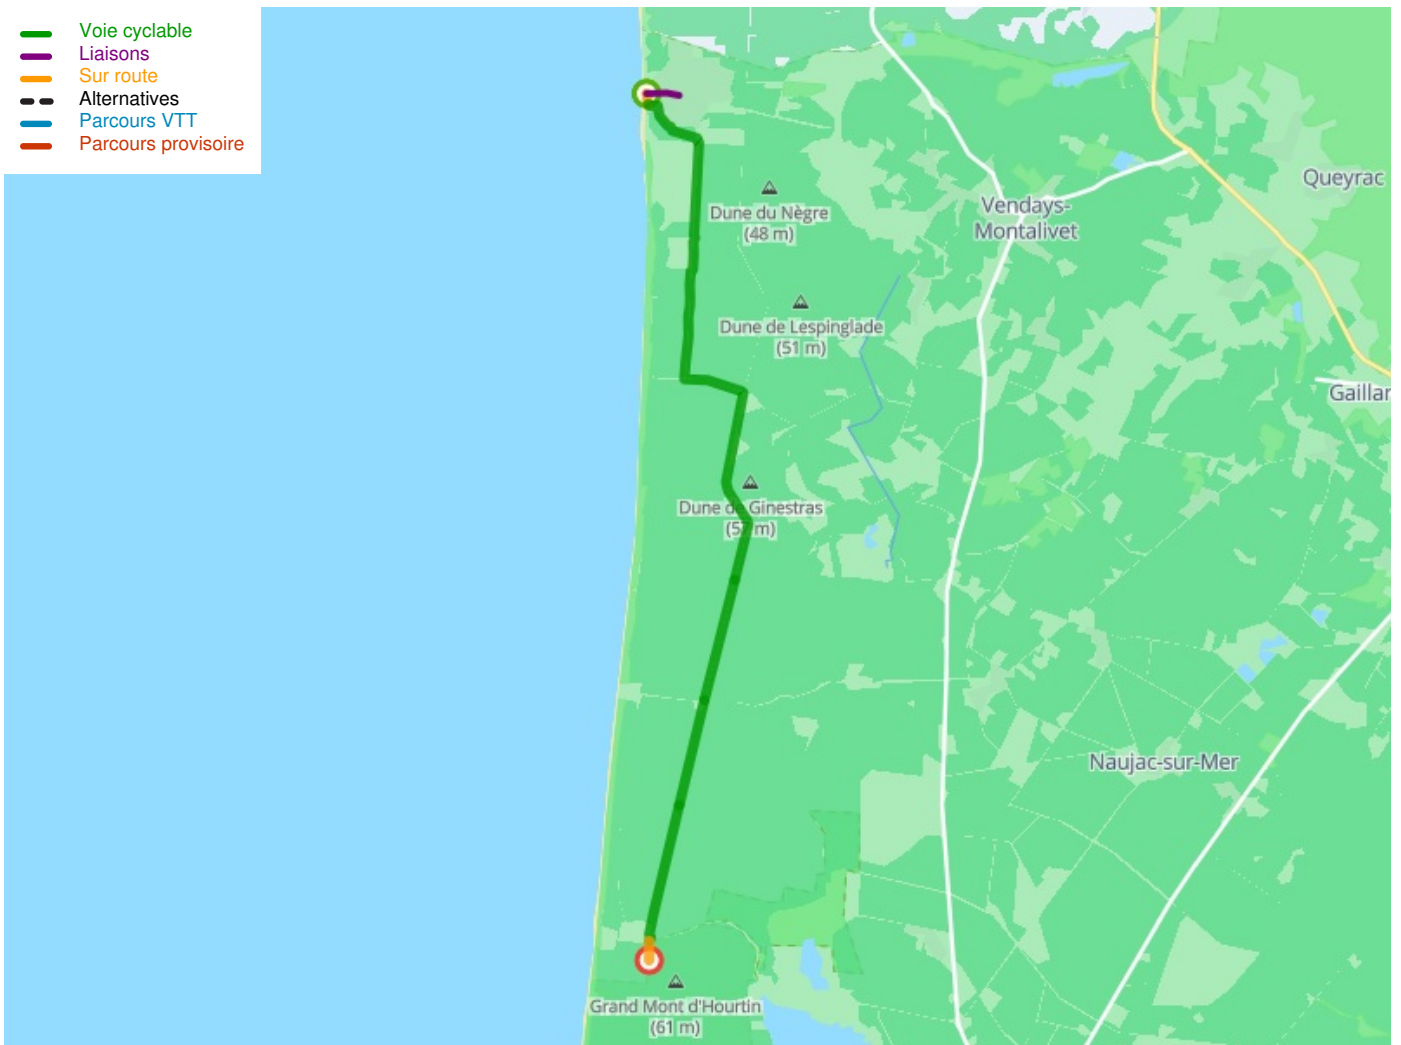 Voie cyclable
Liaisons
Sur route
Alternatives
Parcours VTT
Parcours provisoire
Queyrac
Vendays-
Montalivet
Dune du Nègre
(48 m)
Dune de Lespinglade
(51 m)
Gaillar
Dune de Ginestras
(57 m)
Naujac-sur-Mer
Grand Mont d'Hourtin
(61 m)